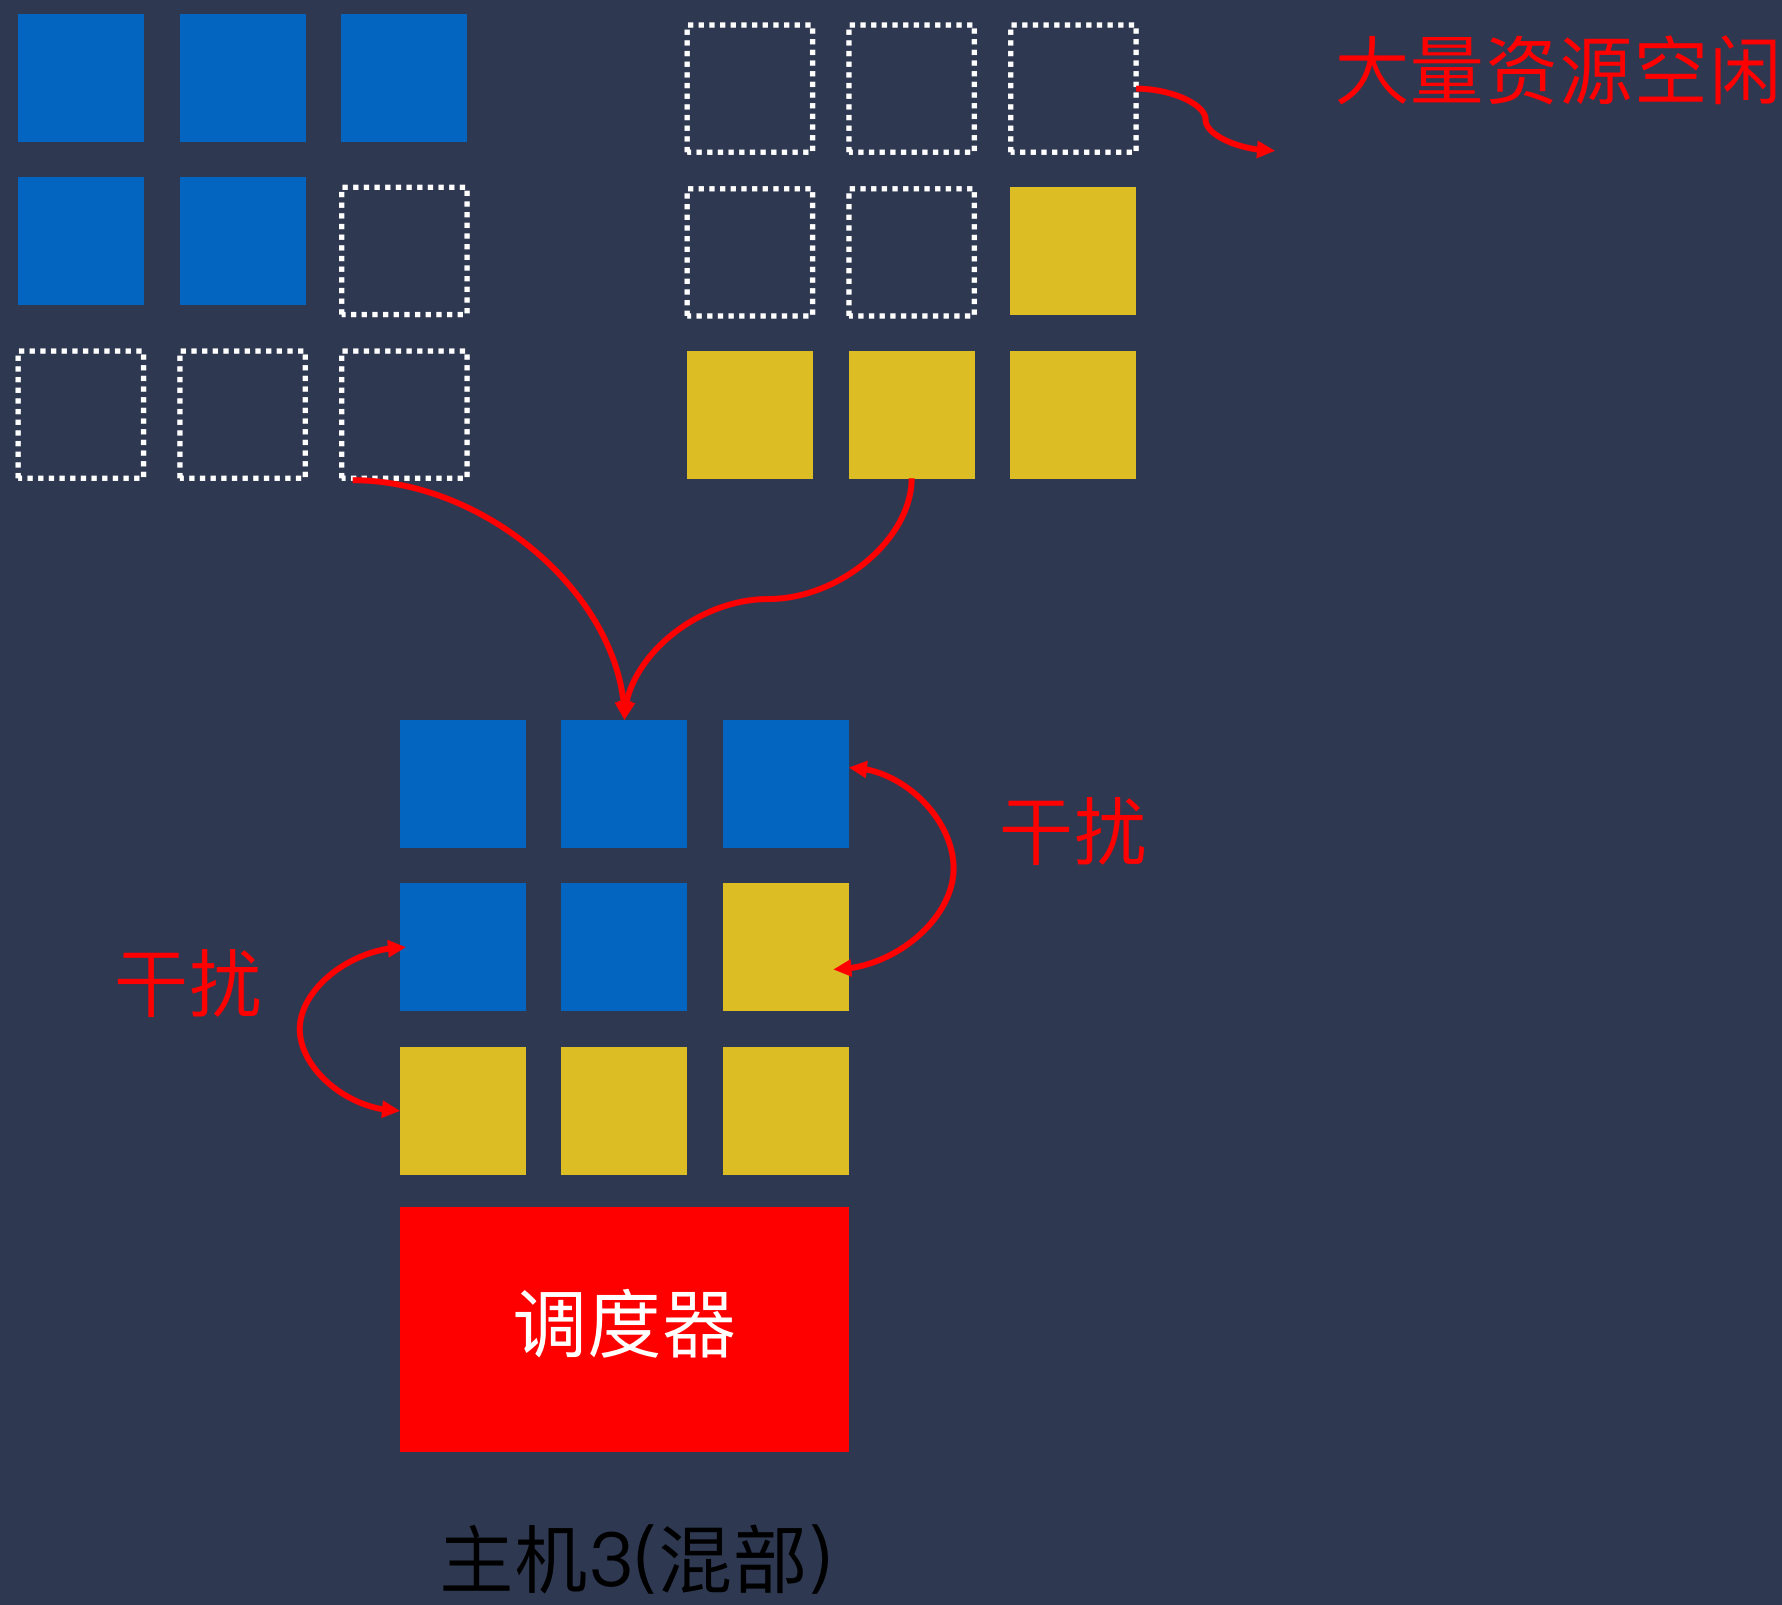 大量资源空闲
干扰
干扰
调度器
主机3(混部)